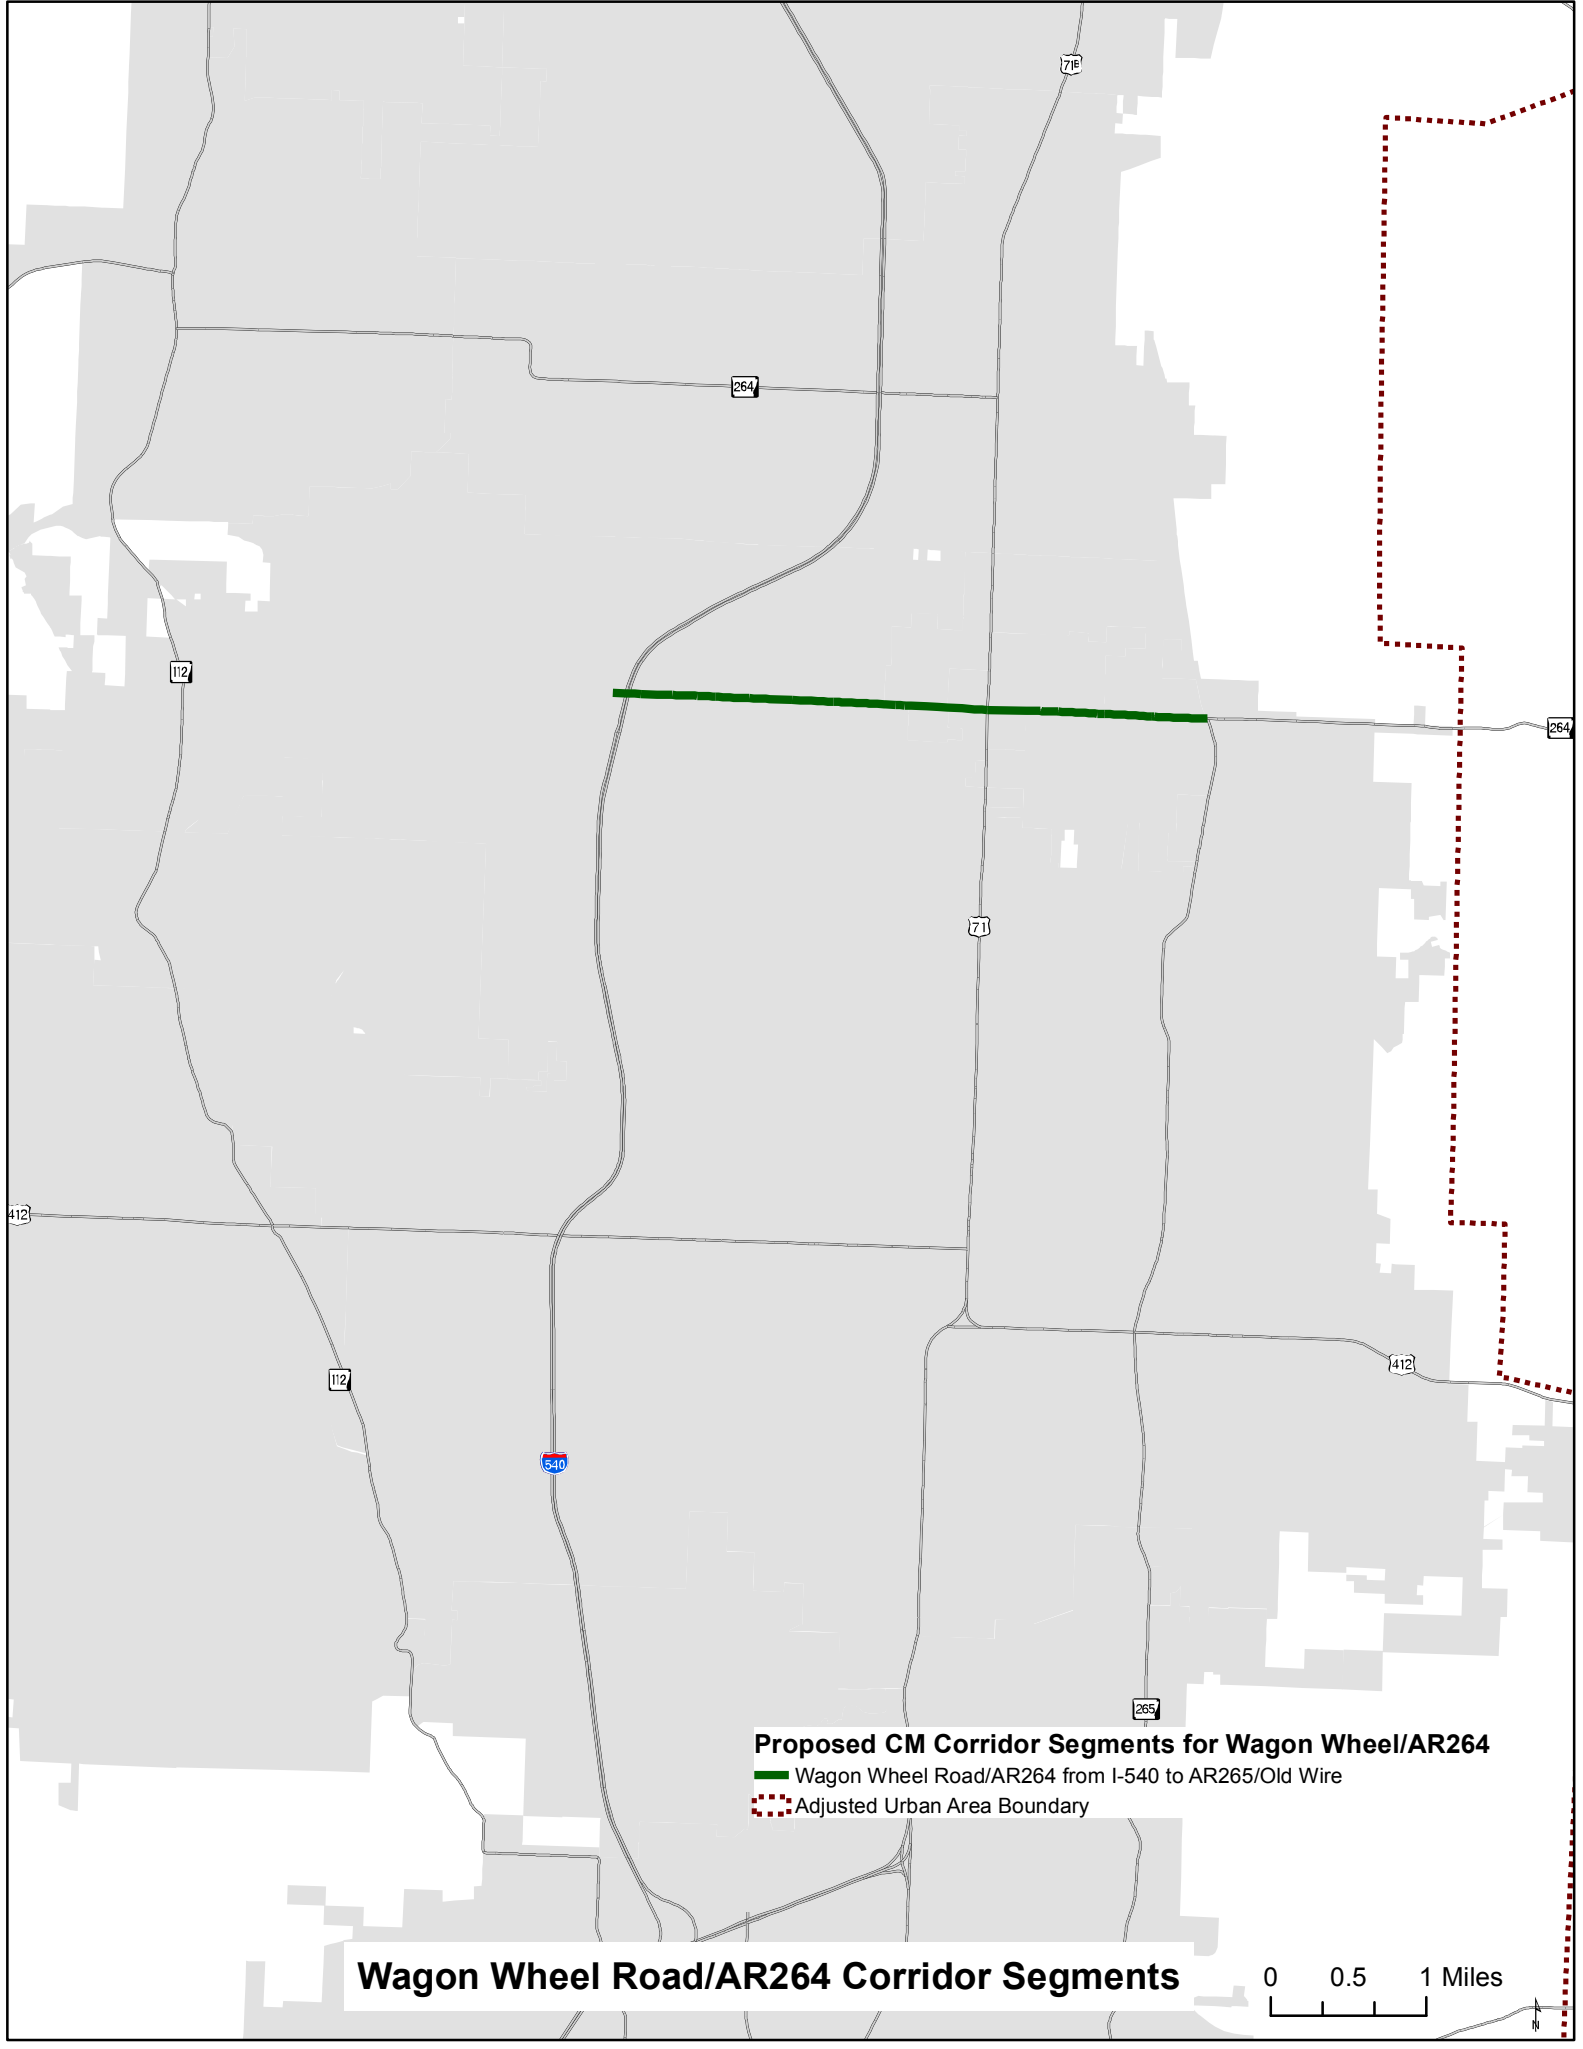 71B
264
112
264
71
412
412
112
540
265
Proposed CM Corridor Segments for Wagon Wheel/AR264
Wagon Wheel Road/AR264 from I-540 to AR265/Old Wire
Adjusted Urban Area Boundary
Wagon Wheel Road/AR264 Corridor Segments
0 0.5 1 Miles
N